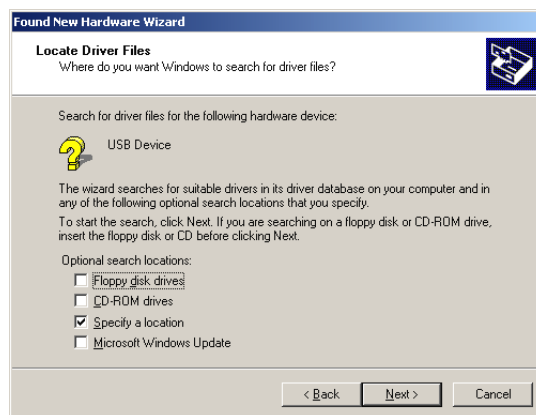 Found New Hardware Wizard
Locate Driver Files
Where do you want Windows to search for driver files?
Search for driver files for the following hardware device:
USB Device
The wizard searches for suitable drivers in its driver database on your computer and in
any of the following optional search locations that you specify.
To start the search, click Next. If you are searching on a floppy disk or CD-ROM drive,
insert the floppy disk or CD before clicking Next.
Optional search locations:
Floppy disk drives
CD-ROM drives
Specify a location
Microsoft Windows Update
< Back Next > Cancel